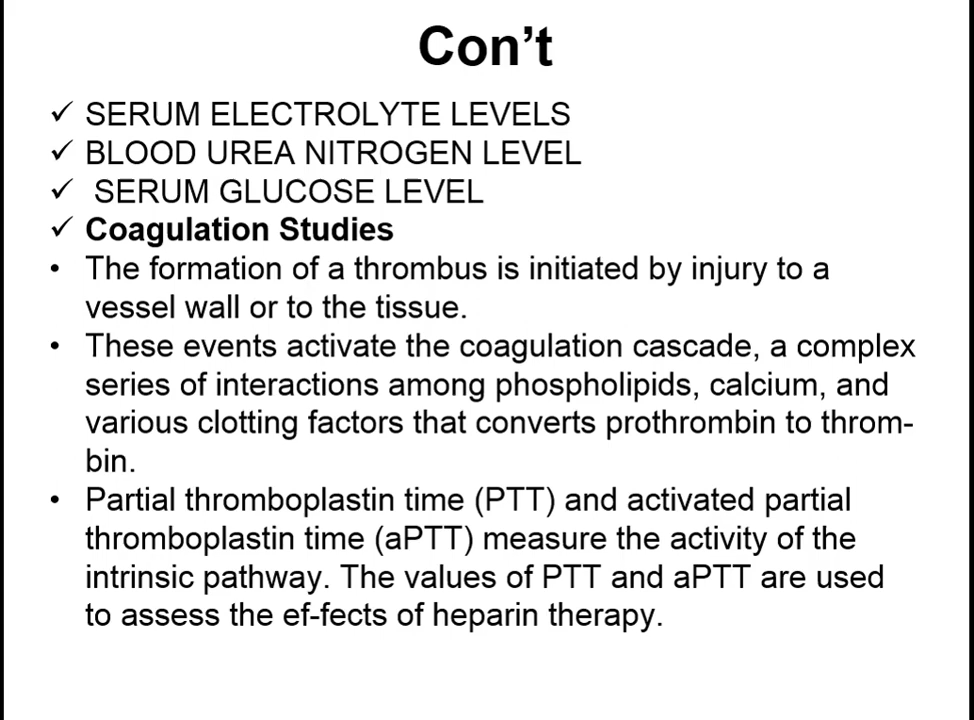 Con't
✓ SERUM ELECTROLYTE LEVELS
✓ BLOOD UREA NITROGEN LEVEL
✓ SERUM GLUCOSE LEVEL
✓ Coagulation Studies
• The formation of a thrombus is initiated by injury to a
vessel wall or to the tissue.
• These events activate the coagulation cascade, a complex
series of interactions among phospholipids, calcium, and
various clotting factors that converts prothrombin to throm-
bin.
• Partial thromboplastin time (PTT) and activated partial
thromboplastin time (aPTT) measure the activity of the
intrinsic pathway. The values of PTT and aPTT are used
to assess the ef-fects of heparin therapy.